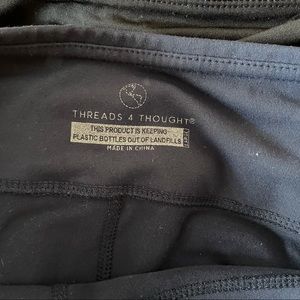 THREADS 4 THOUGHT®
THIS PRODUCT IS KEEPING
PLASTIC BOTTLES OUT OF LANDFILLS
MADE IN CHINA